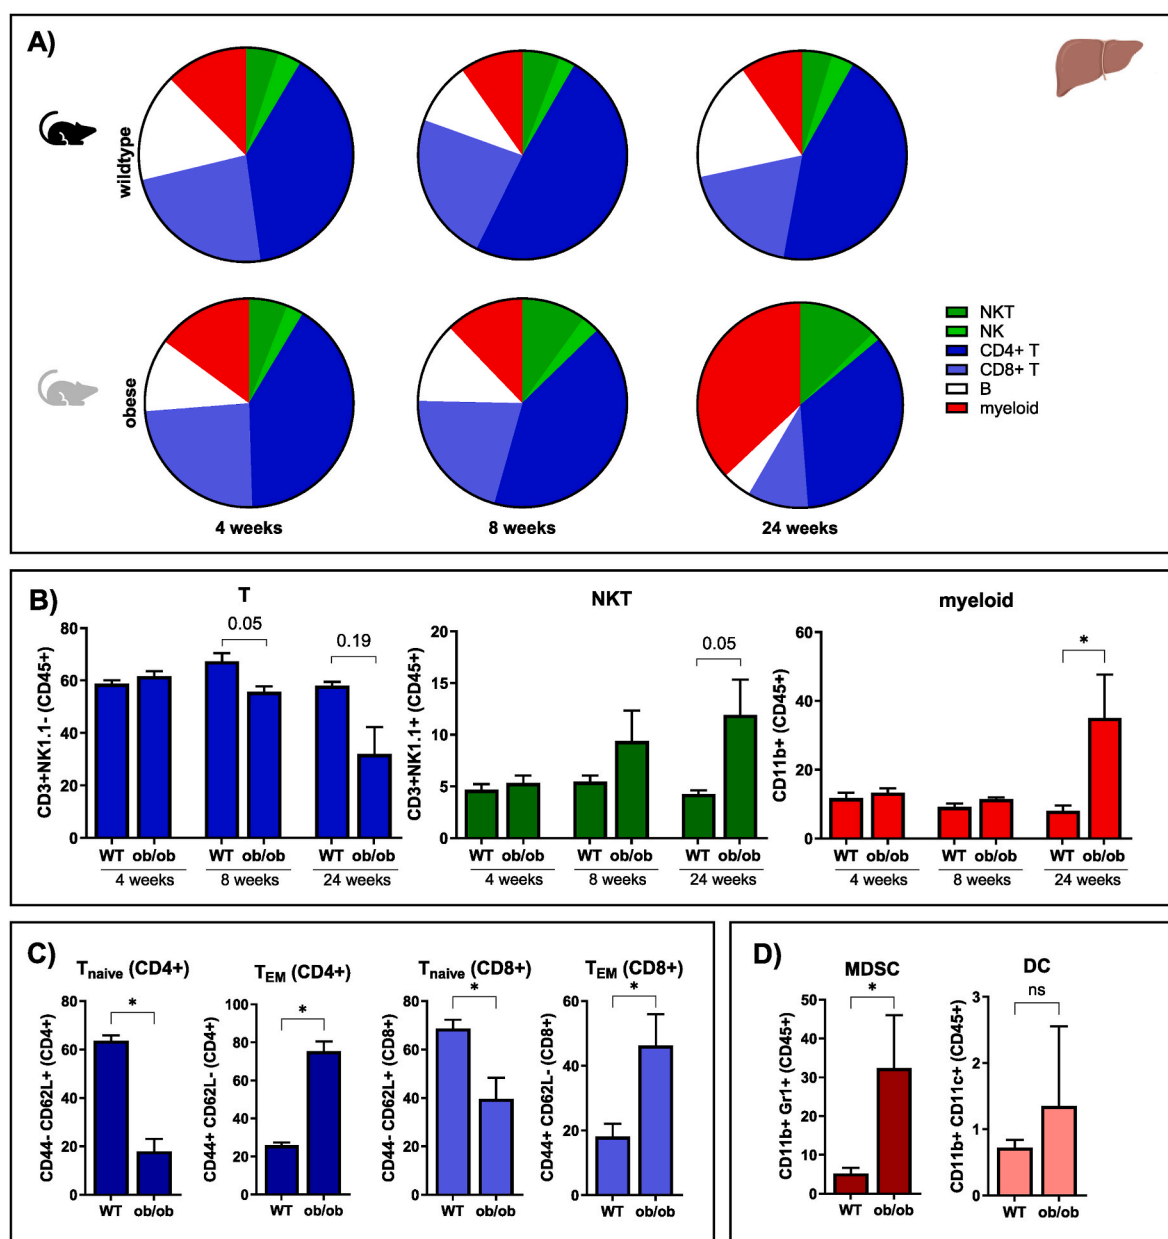 A)
wildtype
obese
NKT
NK
CD4+ T
CD8+ T
B
myeloid
4 weeks
8 weeks
24 weeks
B)
T
CD3+NK1.1- (CD45+)
80
60
40
20
0
0.05
0.19
WT ob/ob WT ob/ob WT ob/ob
4 weeks 8 weeks 24 weeks
NKT
CD3+NK1.1+ (CD45+)
20
15
10
5
0
0.05
WT ob/ob WT ob/ob WT ob/ob
4 weeks 8 weeks 24 weeks
myeloid
CD11b+ (CD45+)
60
40
20
0
*
WT ob/ob WT ob/ob WT ob/ob
4 weeks 8 weeks 24 weeks
C)
Tnaive (CD4+)
CD44- CD62L+ (CD4+)
80
60
40
20
0
*
WT ob/ob
TEM (CD4+)
CD44+ CD62L- (CD4+)
100
80
60
40
20
0
*
WT ob/ob
Tnaive (CD8+)
CD44- CD62L+ (CD8+)
80
60
40
20
0
*
WT ob/ob
TEM (CD8+)
CD44+ CD62L- (CD8+)
60
40
20
0
*
WT ob/ob
D)
MDSC
CD11b+ Gr1+ (CD45+)
50
40
30
20
10
0
*
WT ob/ob
DC
CD11b+ CD11c+ (CD45+)
3
2
1
0
ns
WT ob/ob